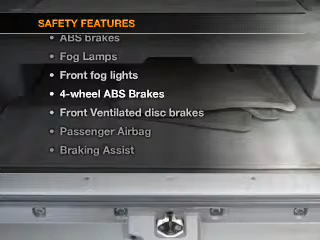 SAFETY FEATURES
• ABS brakes
• Fog Lamps
• Front fog lights
• 4-wheel ABS Brakes
• Front Ventilated disc brakes
• Passenger Airbag
• Braking Assist